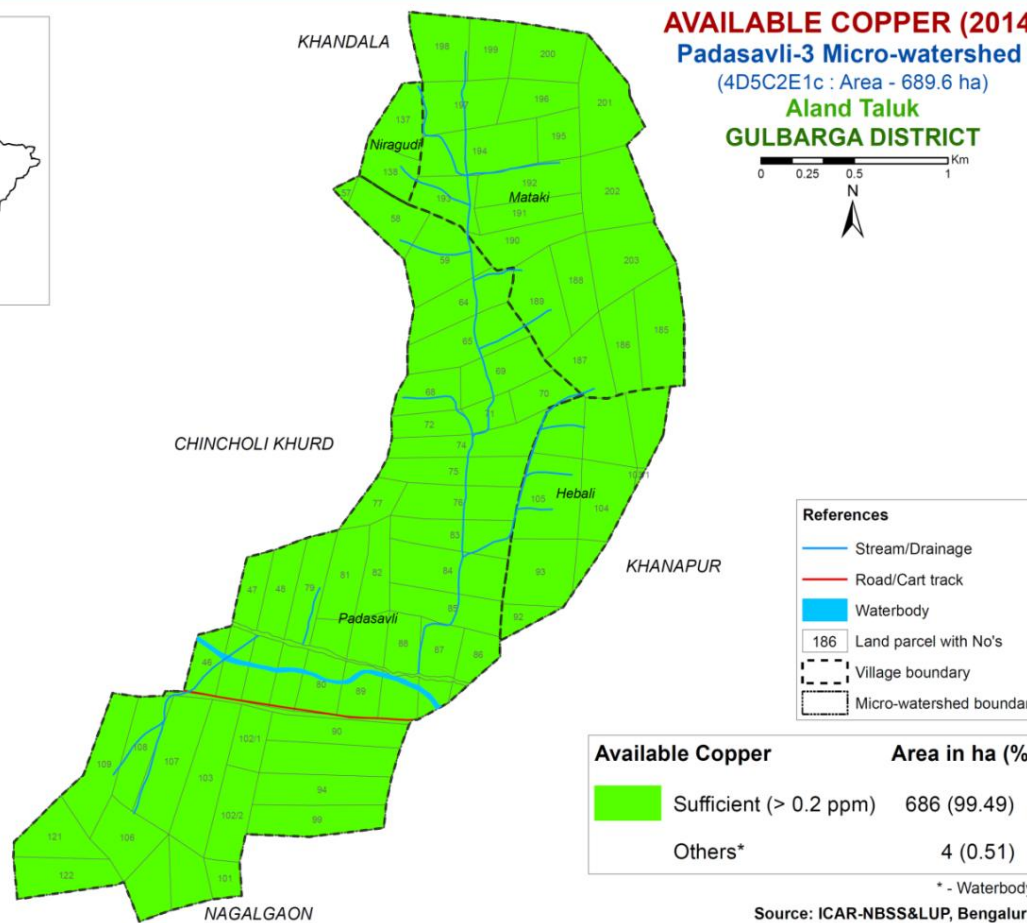 AVAILABLE COPPER (2014
Padasavli-3 Micro-watershed
(4D5C2E1c : Area - 689.6 ha)
Aland Taluk
GULBARGA DISTRICT
Km
0 0.25 0.5 1
N
KHANDALA
198 199 200
197 196 201
137
195
Niragudi
194
138
192 202
57 193 Mataki
58 191
190
59 203
188
64 189
185
65 187 186
69
68 70
71
72
74
CHINCHOLI KHURD
75
77 76 105 Hebali 104
83
KHANAPUR
81 82 84 93
47 48 79
85 92
Padasavli
88 87 86
46
80 89
102/1 90
108
109 107 103
94
102/2 99
121 106
122 101
NAGALGAON
References
Stream/Drainage
Road/Cart track
Waterbody
186 Land parcel with No's
Village boundary
Micro-watershed boundar
Available Copper Area in ha (%
Sufficient (> 0.2 ppm) 686 (99.49)
Others* 4 (0.51)
* - Waterbody
Source: ICAR-NBSS&LUP, Bengalur